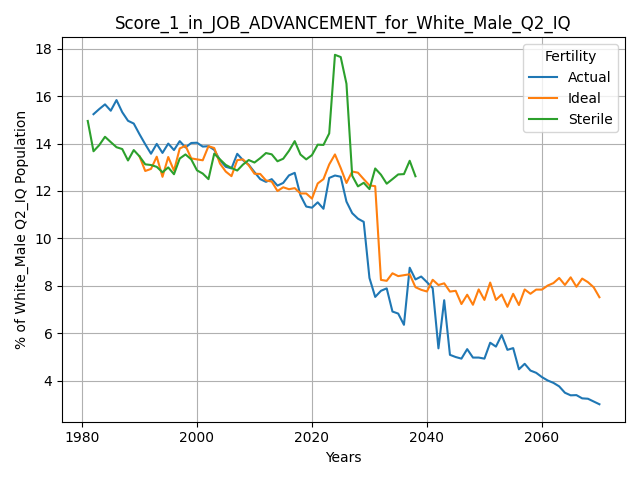 Score_1_in_JOB_ADVANCEMENT_for_White_Male_Q2_IQ
Fertility
Actual
Ideal
Sterile
% of White_Male Q2_IQ Population
18
16
14
12
10
8
6
4
1980
2000
2020
2040
2060
Years